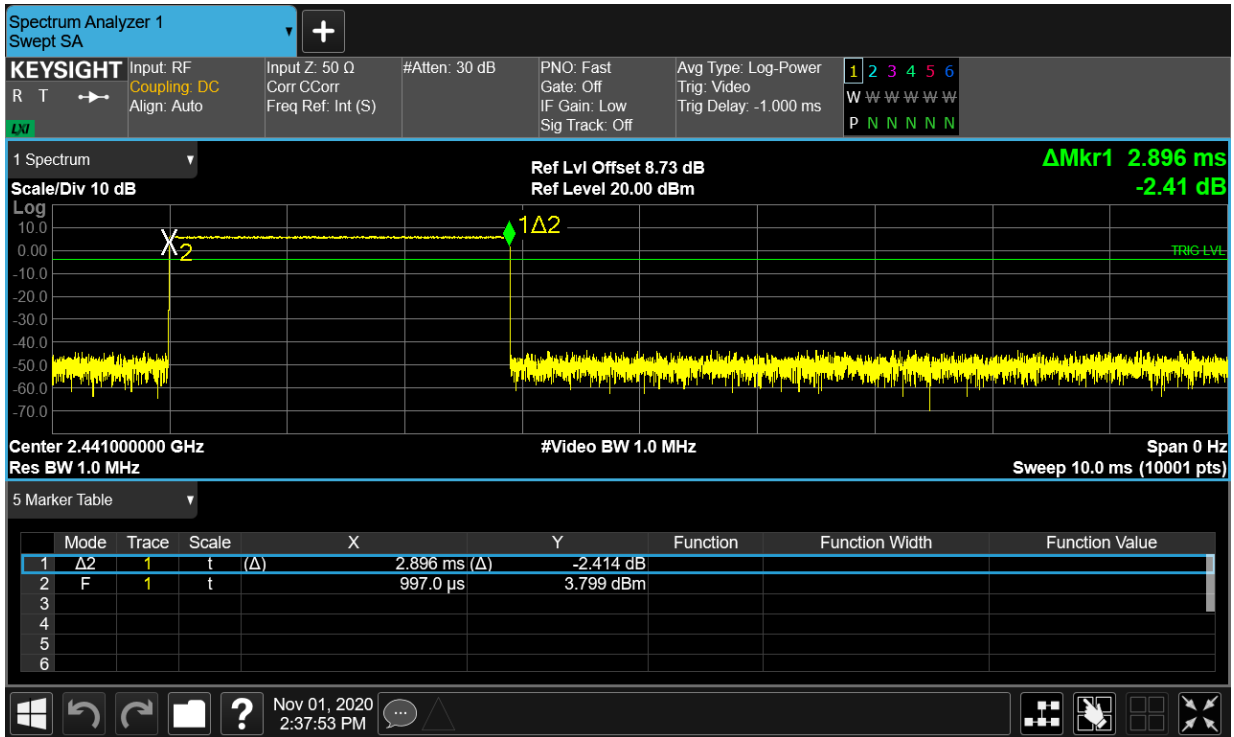 Spectrum Analyzer 1
Swept SA
KEYSIGHT Input: RF Input Z: 50 Ω #Atten: 30 dB PNO: Fast Avg Type: Log-Power 1 2 3 4 5 6
R T Coupling: DC Corr CCorr Gate: Off Trig: Video W W W W W W
Align: Auto Freq Ref: Int (S) IF Gain: Low Trig Delay: -1.000 ms
LXI Sig Track: Off P N N N N N
1 Spectrum Ref Lvl Offset 8.73 dB ΔMkr1 2.896 ms
Scale/Div 10 dB Ref Level 20.00 dBm -2.41 dB
Log
10.0 1Δ2
0.00 2 TRIG LVL
-10.0
-20.0
-30.0
-40.0
-50.0
-60.0
-70.0
Center 2.441000000 GHz #Video BW 1.0 MHz Span 0 Hz
Res BW 1.0 MHz Sweep 10.0 ms (10001 pts)
5 Marker Table
Mode Trace Scale X Y Function Function Width Function Value
1 Δ2 1 t (Δ) 2.896 ms (Δ) -2.414 dB
2 F 1 t 997.0 µs 3.799 dBm
3
4
5
6
? Nov 01, 2020
2:37:53 PM